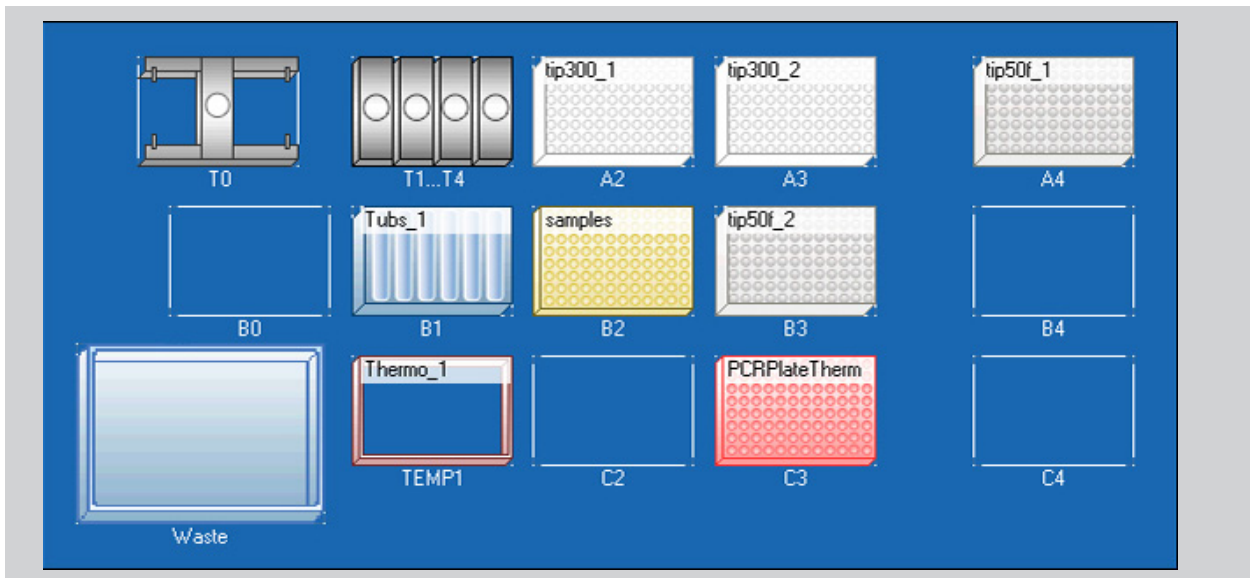 tip300_1
tip300_2
tip50f_1
T0
T1...T4
A2
A3
A4
Tubs_1
samples
tip50f_2
B0
B1
B2
B3
B4
Thermo_1
PCRPlateTherm
TEMP1
C2
C3
C4
Waste